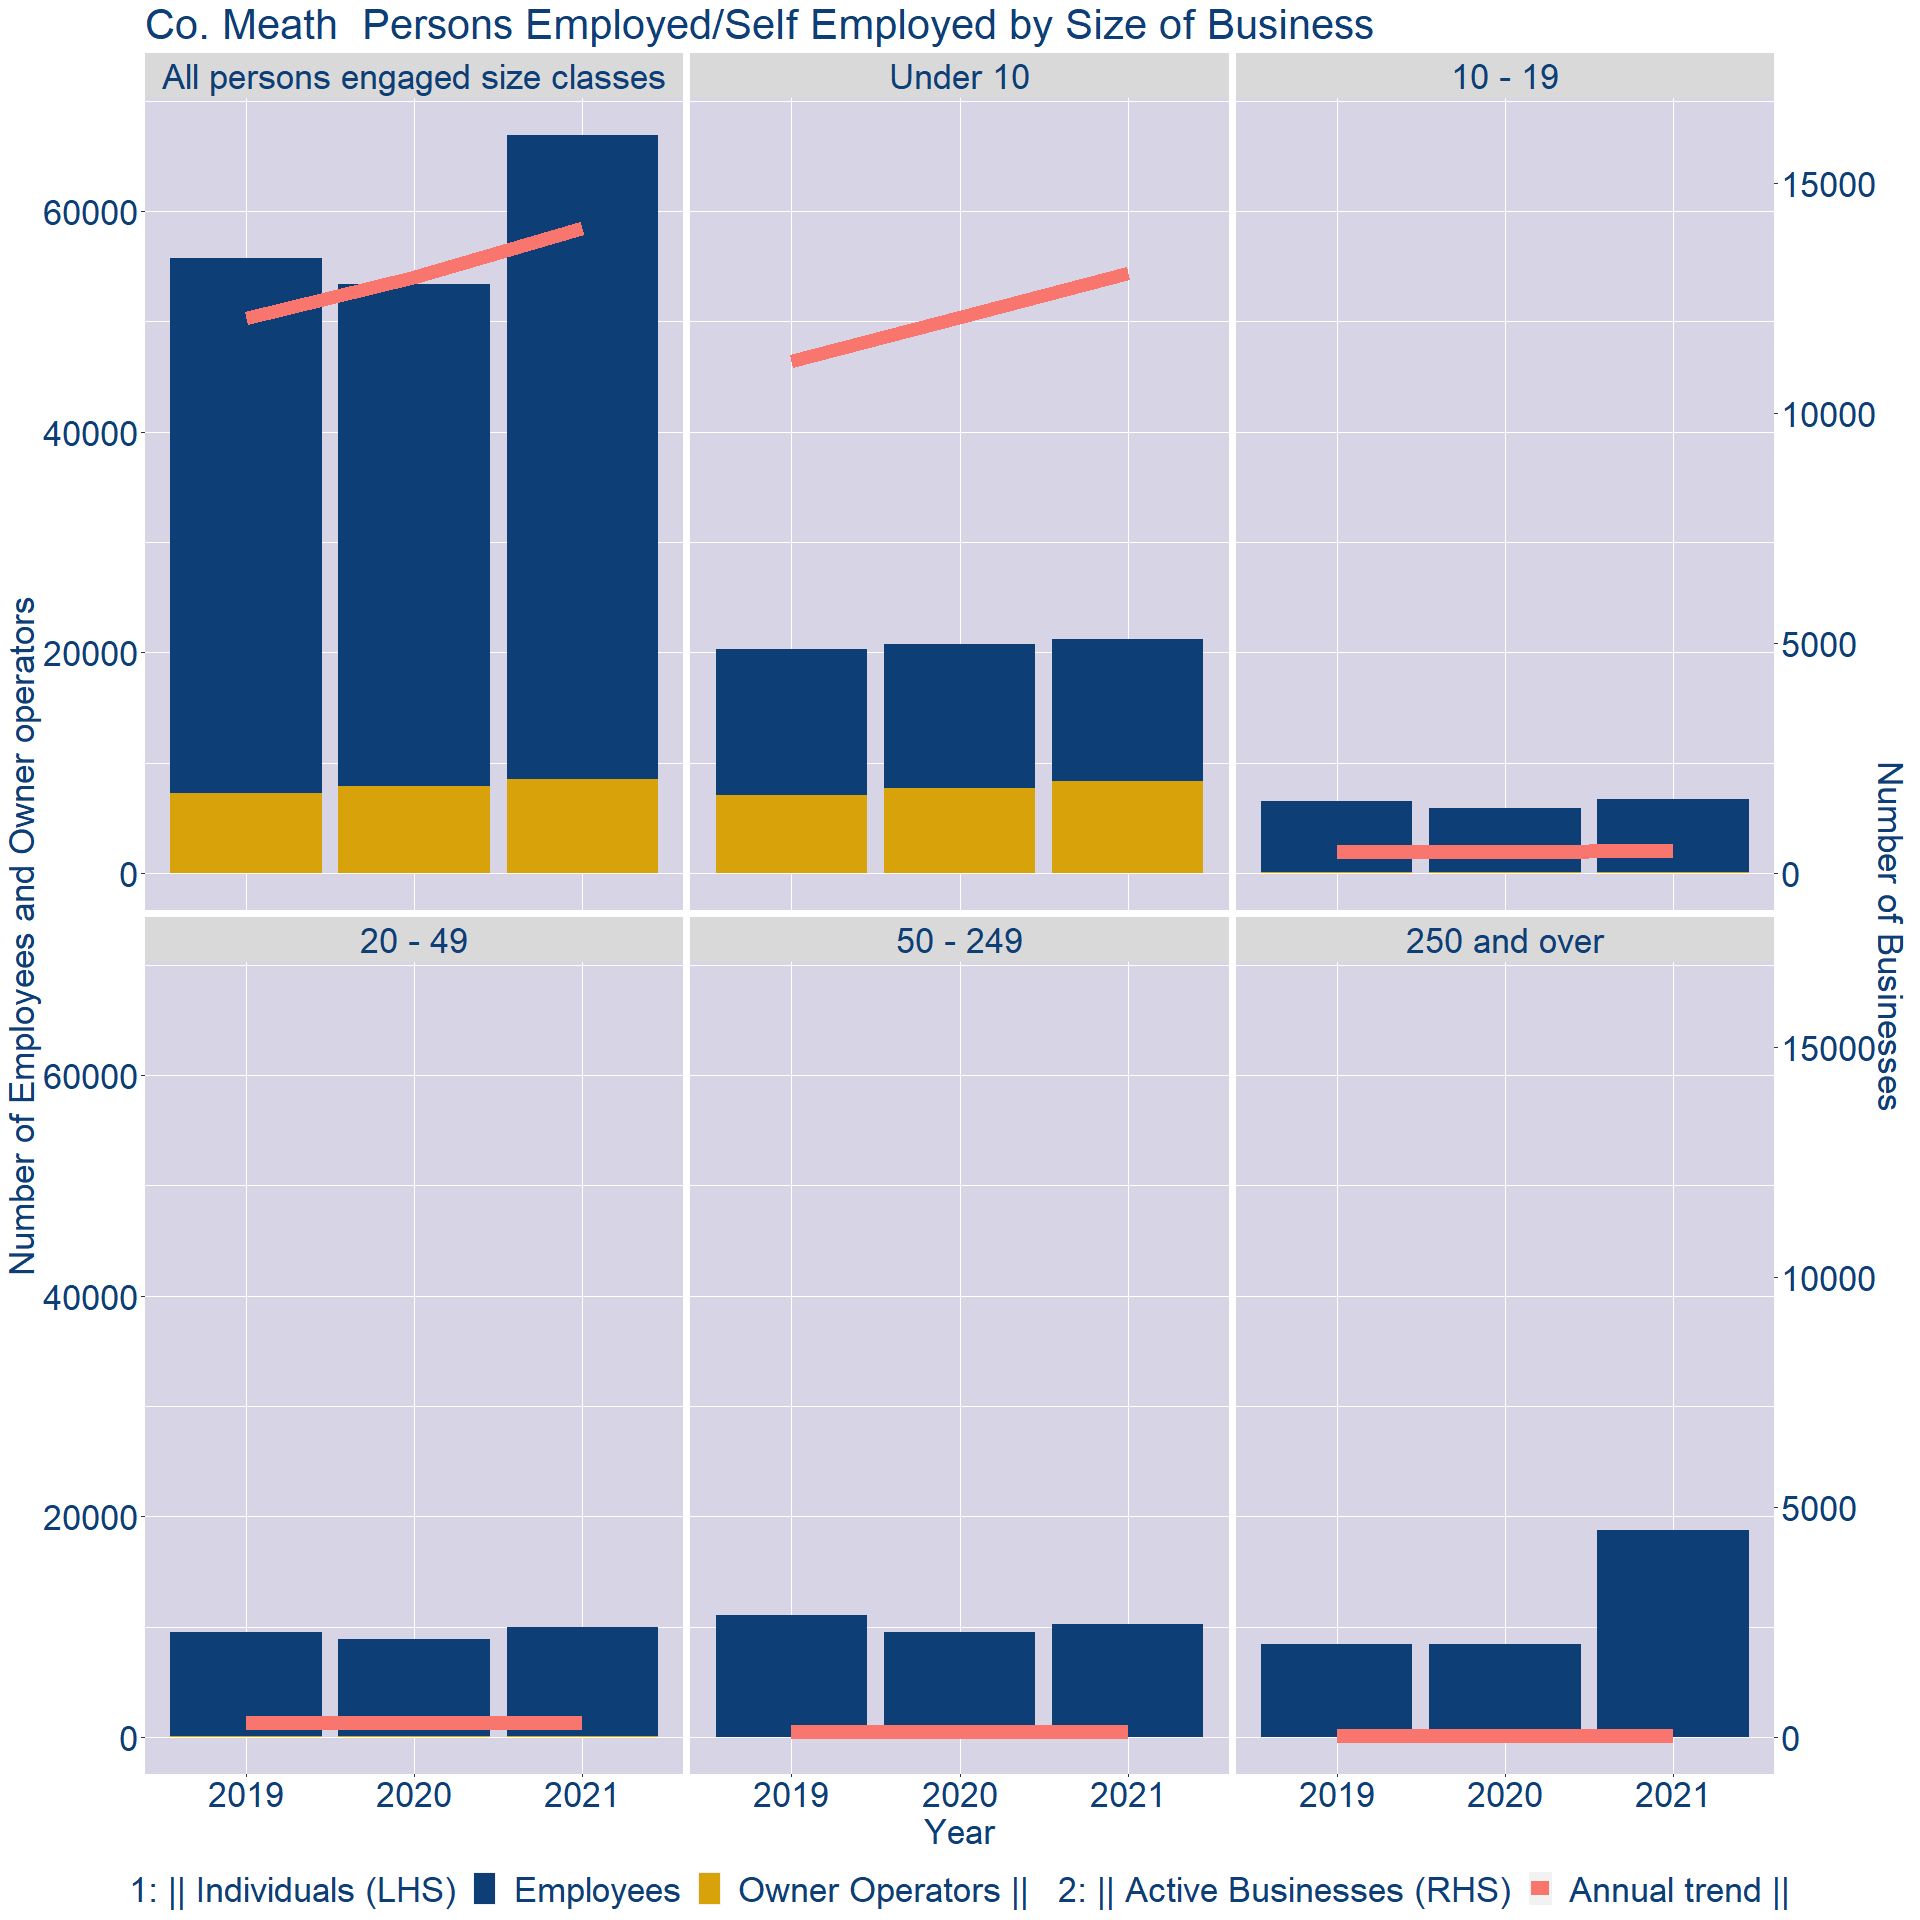 Co. Meath  Persons Employed/Self Employed by Size of Business
All persons engaged size classes
Under 10
10 - 19
60000
40000
20000
0
15000
10000
5000
0
20 - 49
50 - 249
250 and over
60000
40000
20000
0
15000
10000
5000
0
Number of Employees and Owner operators
Number of Businesses
2019 2020 2021
2019 2020 2021
2019 2020 2021
Year
1: || Individuals (LHS) Employees Owner Operators || 2: || Active Businesses (RHS) Annual trend ||